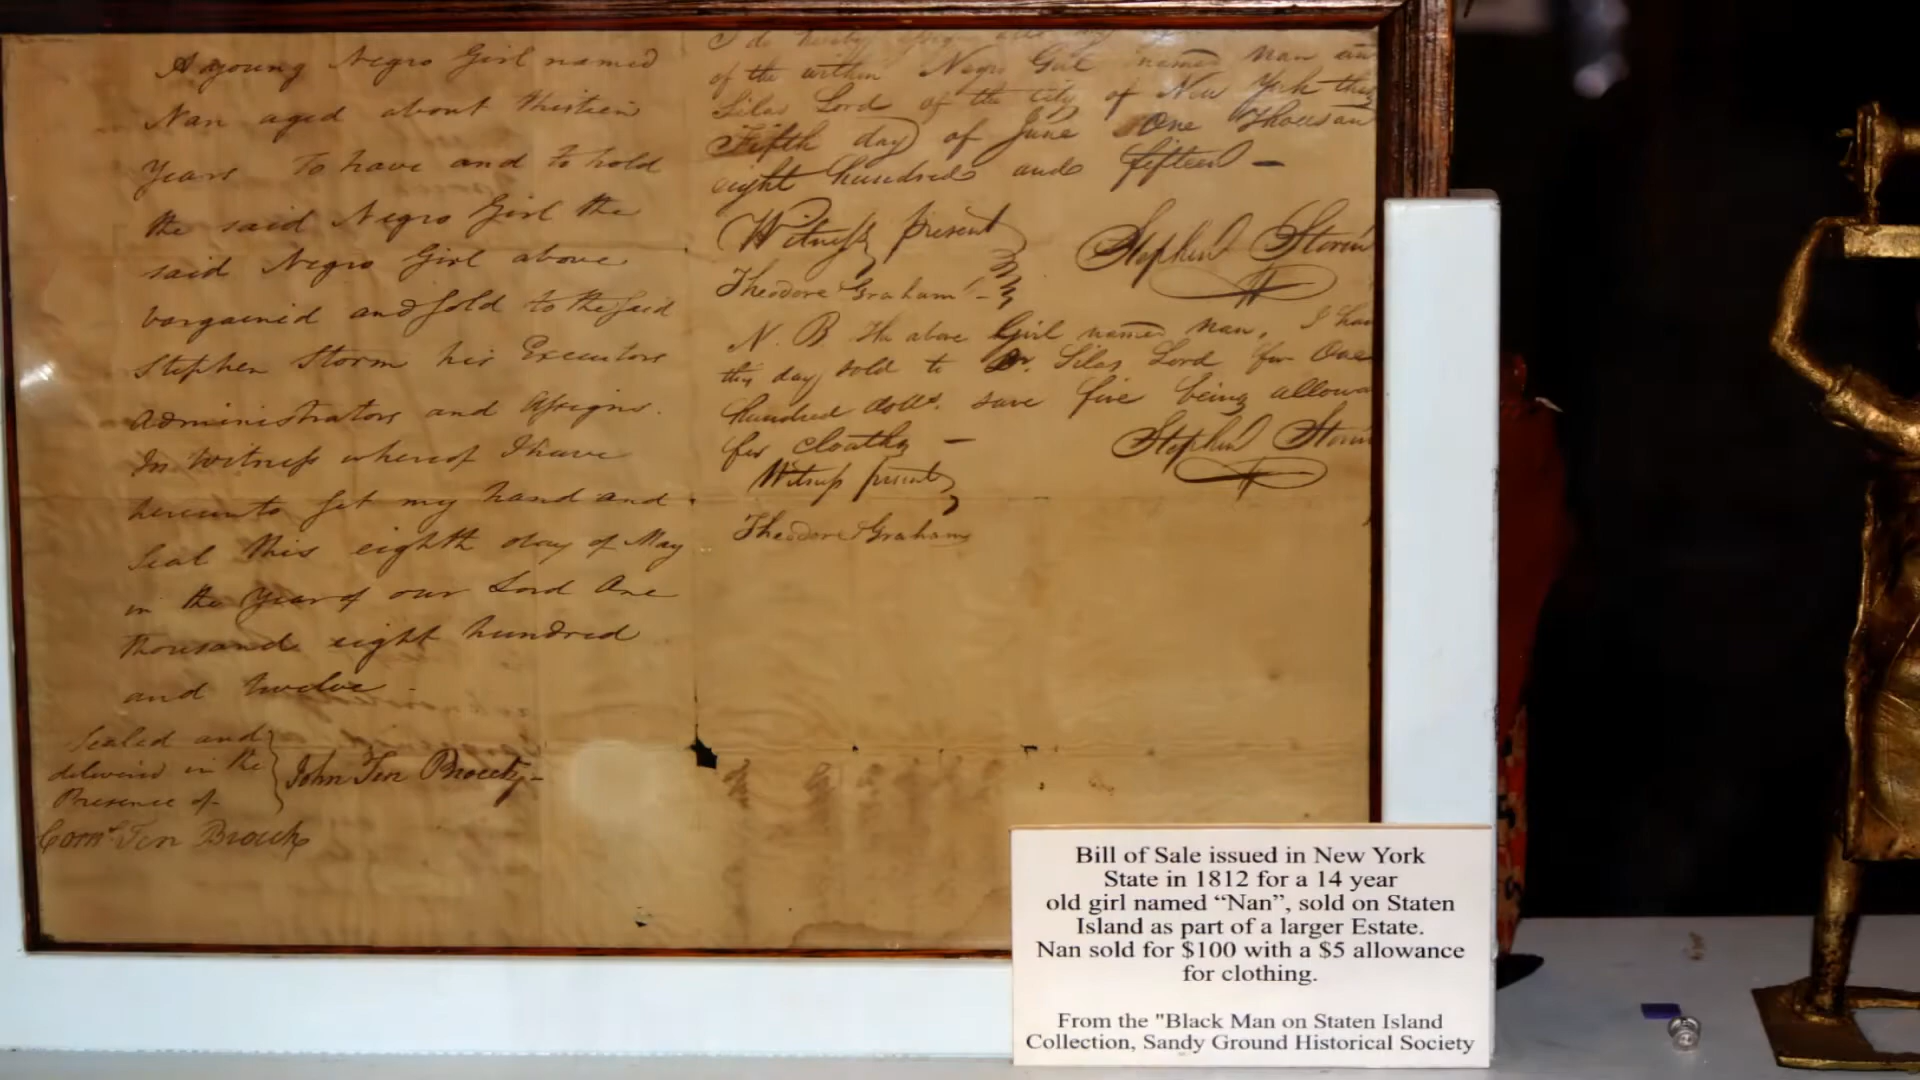 A young Negro Girl named
Nan aged about thirteen
Years To have and to hold
the said Negro Girl the
said Negro Girl above
bargained and sold to the said
Stephen Storm his Executors
Administrators and Assigns.
In Witness whereof I have
hereunto set my hand and
Seal this eighth day of May
in the Year of our Lord One
thousand eight hundred
and twelve -
Sealed and
delivered in the
Presence of
John Ten Broeck
Ten Broeck
I do hereby
of the within Negro Girl named Nan
Silas Lord of the City of New York this
Fifth day of June One Thousan
eight hundred and fifteen —
Witness present
Stephen Storm
Theodore Graham
N. B The above Girl named Nan, I hav
this day sold to Dr. Silas Lord for One
hundred dolls. save five being allowe
for cloathg —
Stephen Storm
Witness present
Theodore Graham
Bill of Sale issued in New York
State in 1812 for a 14 year
old girl named “Nan”, sold on Staten
Island as part of a larger Estate.
Nan sold for $100 with a $5 allowance
for clothing.
From the "Black Man on Staten Island
Collection, Sandy Ground Historical Society